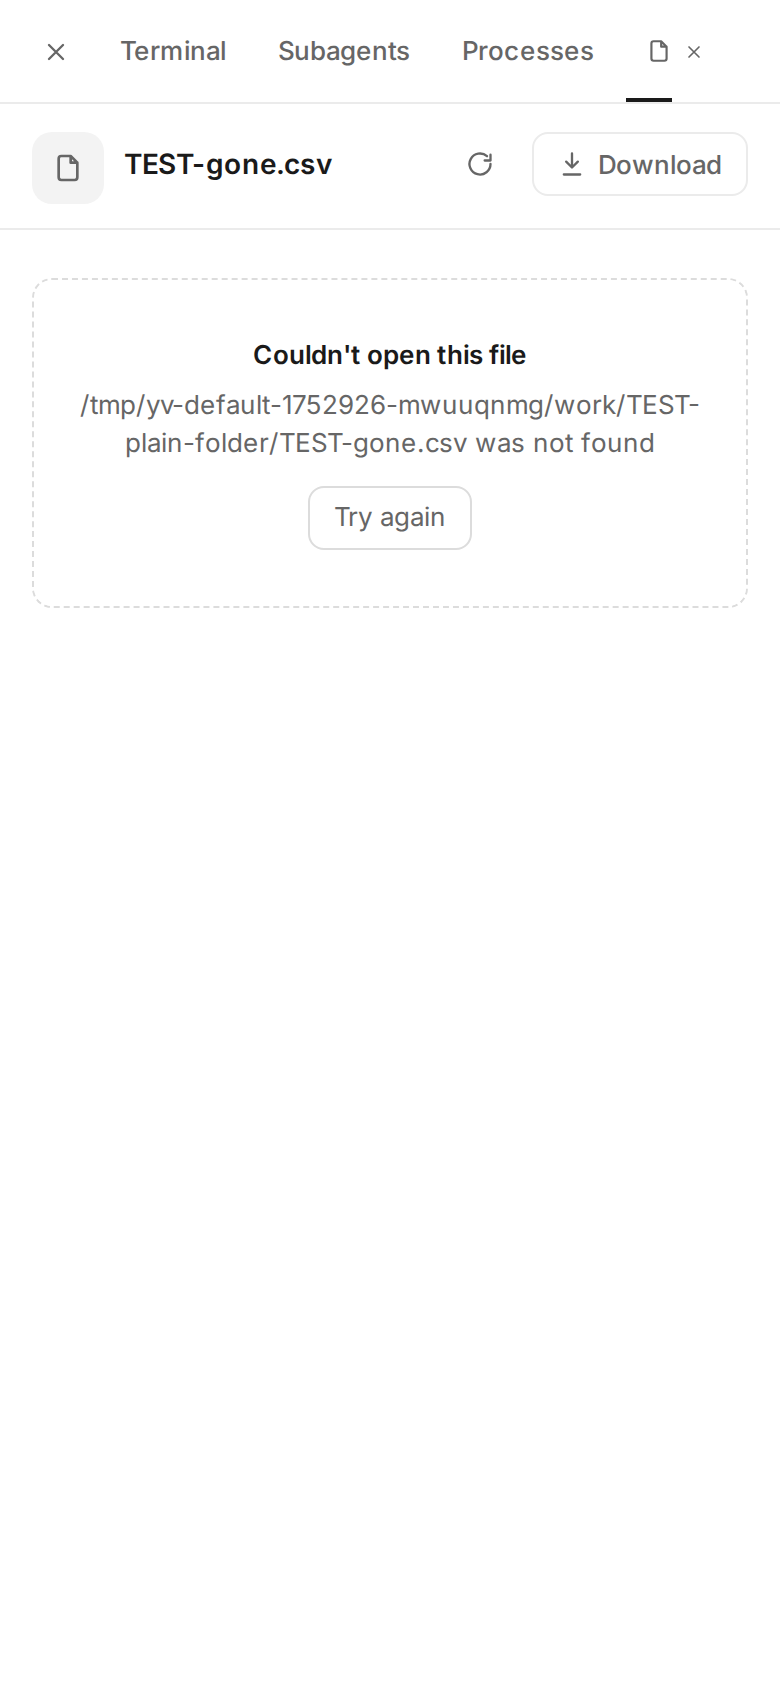 Terminal Subagents Processes
TEST-gone.csv
Download
Couldn't open this file
/tmp/yv-default-1752926-mwuuqnmg/work/TEST-
plain-folder/TEST-gone.csv was not found
Try again